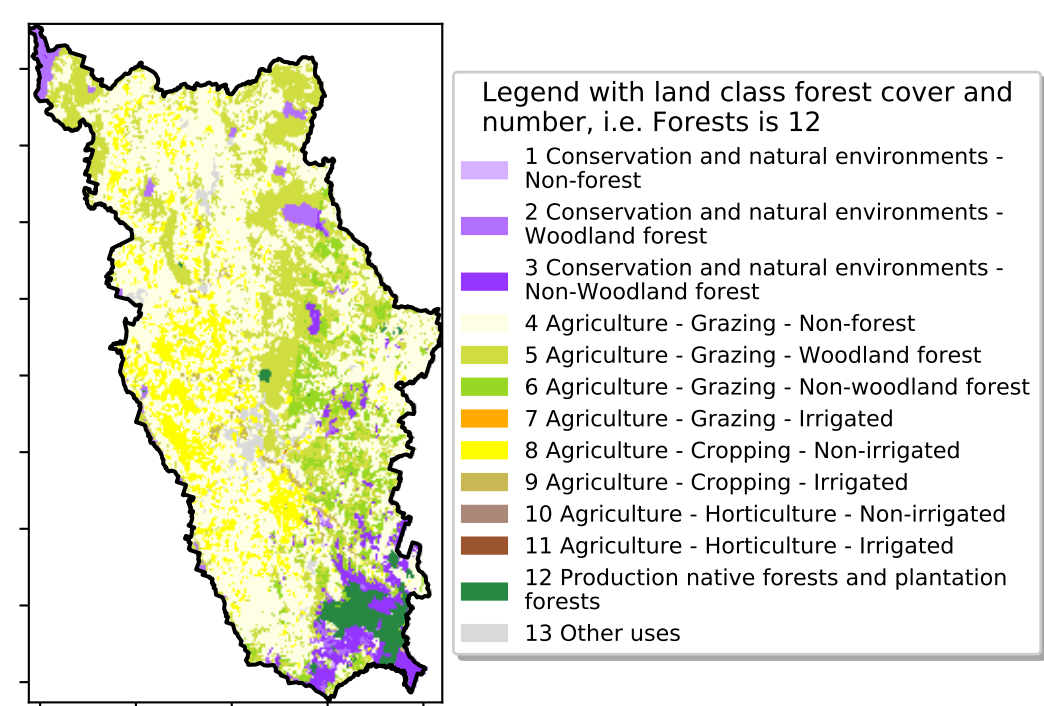 Legend with land class forest cover and
number, i.e. Forests is 12
1 Conservation and natural environments -
Non-forest
2 Conservation and natural environments -
Woodland forest
3 Conservation and natural environments -
Non-Woodland forest
4 Agriculture - Grazing - Non-forest
5 Agriculture - Grazing - Woodland forest
6 Agriculture - Grazing - Non-woodland forest
7 Agriculture - Grazing - Irrigated
8 Agriculture - Cropping - Non-irrigated
9 Agriculture - Cropping - Irrigated
10 Agriculture - Horticulture - Non-irrigated
11 Agriculture - Horticulture - Irrigated
12 Production native forests and plantation
forests
13 Other uses